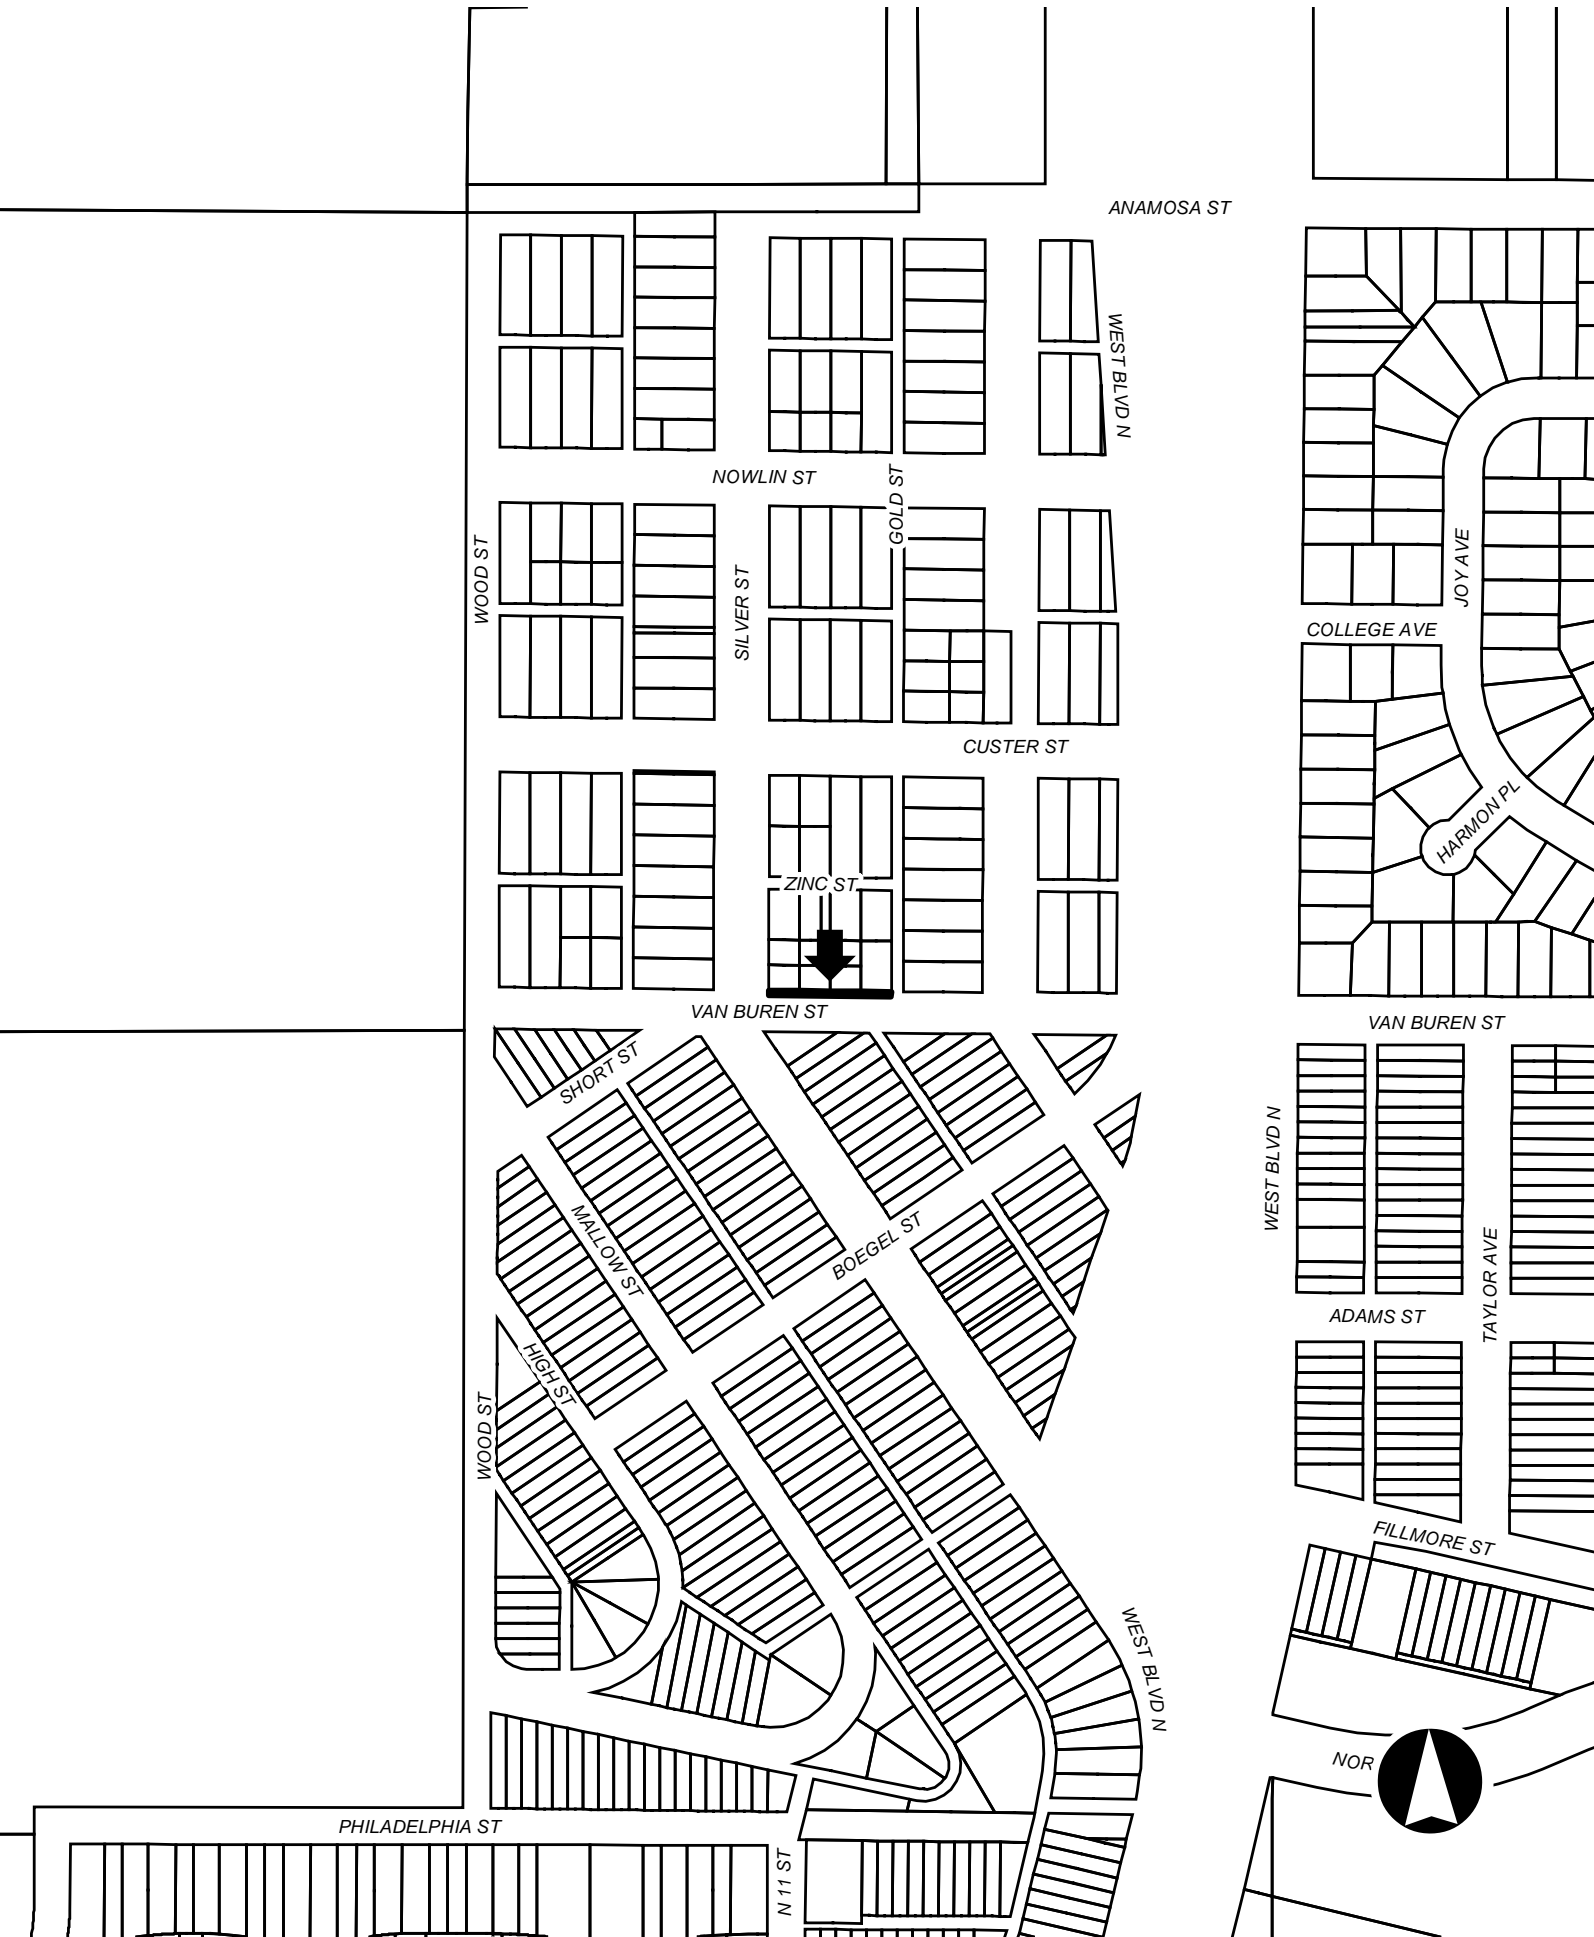 ANAMOSA ST
WEST BLVD N
NOWLIN ST
GOLD ST
WOOD ST
SILVER ST
JOY AVE
COLLEGE AVE
CUSTER ST
HARMON PL
ZINC ST
VAN BUREN ST
VAN BUREN ST
SHORT ST
WEST BLVD N
MALLOW ST
BOEGEL ST
TAYLOR AVE
ADAMS ST
HIGH ST
WOOD ST
FILLMORE ST
WEST BLVD N
NOR
PHILADELPHIA ST
N 11 ST